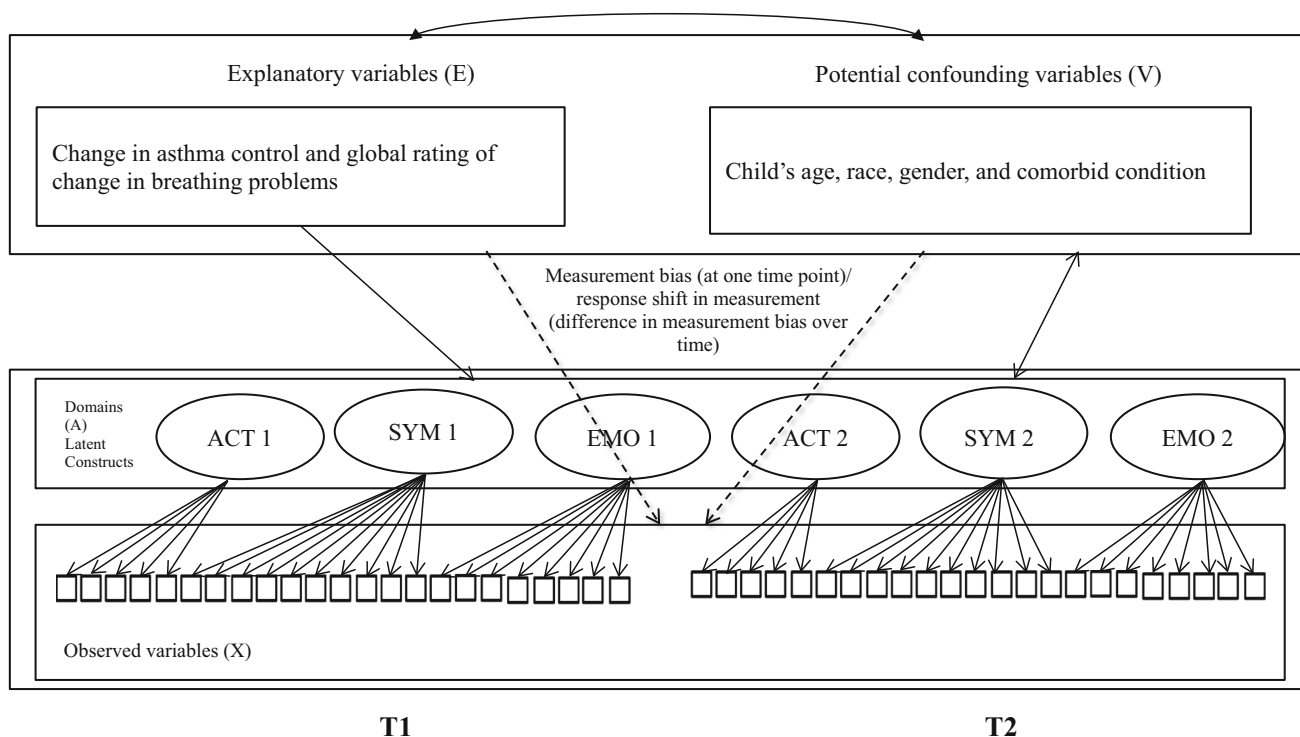 Explanatory variables (E)
Potential confounding variables (V)
Change in asthma control and global rating of
change in breathing problems
Child's age, race, gender, and comorbid condition
Measurement bias (at one time point)/
response shift in measurement
(difference in measurement bias over
time)
Domains
(A)
Latent
Constructs
ACT 1
SYM 1
EMO 1
ACT 2
SYM 2
EMO 2
Observed variables (X)
T1
T2